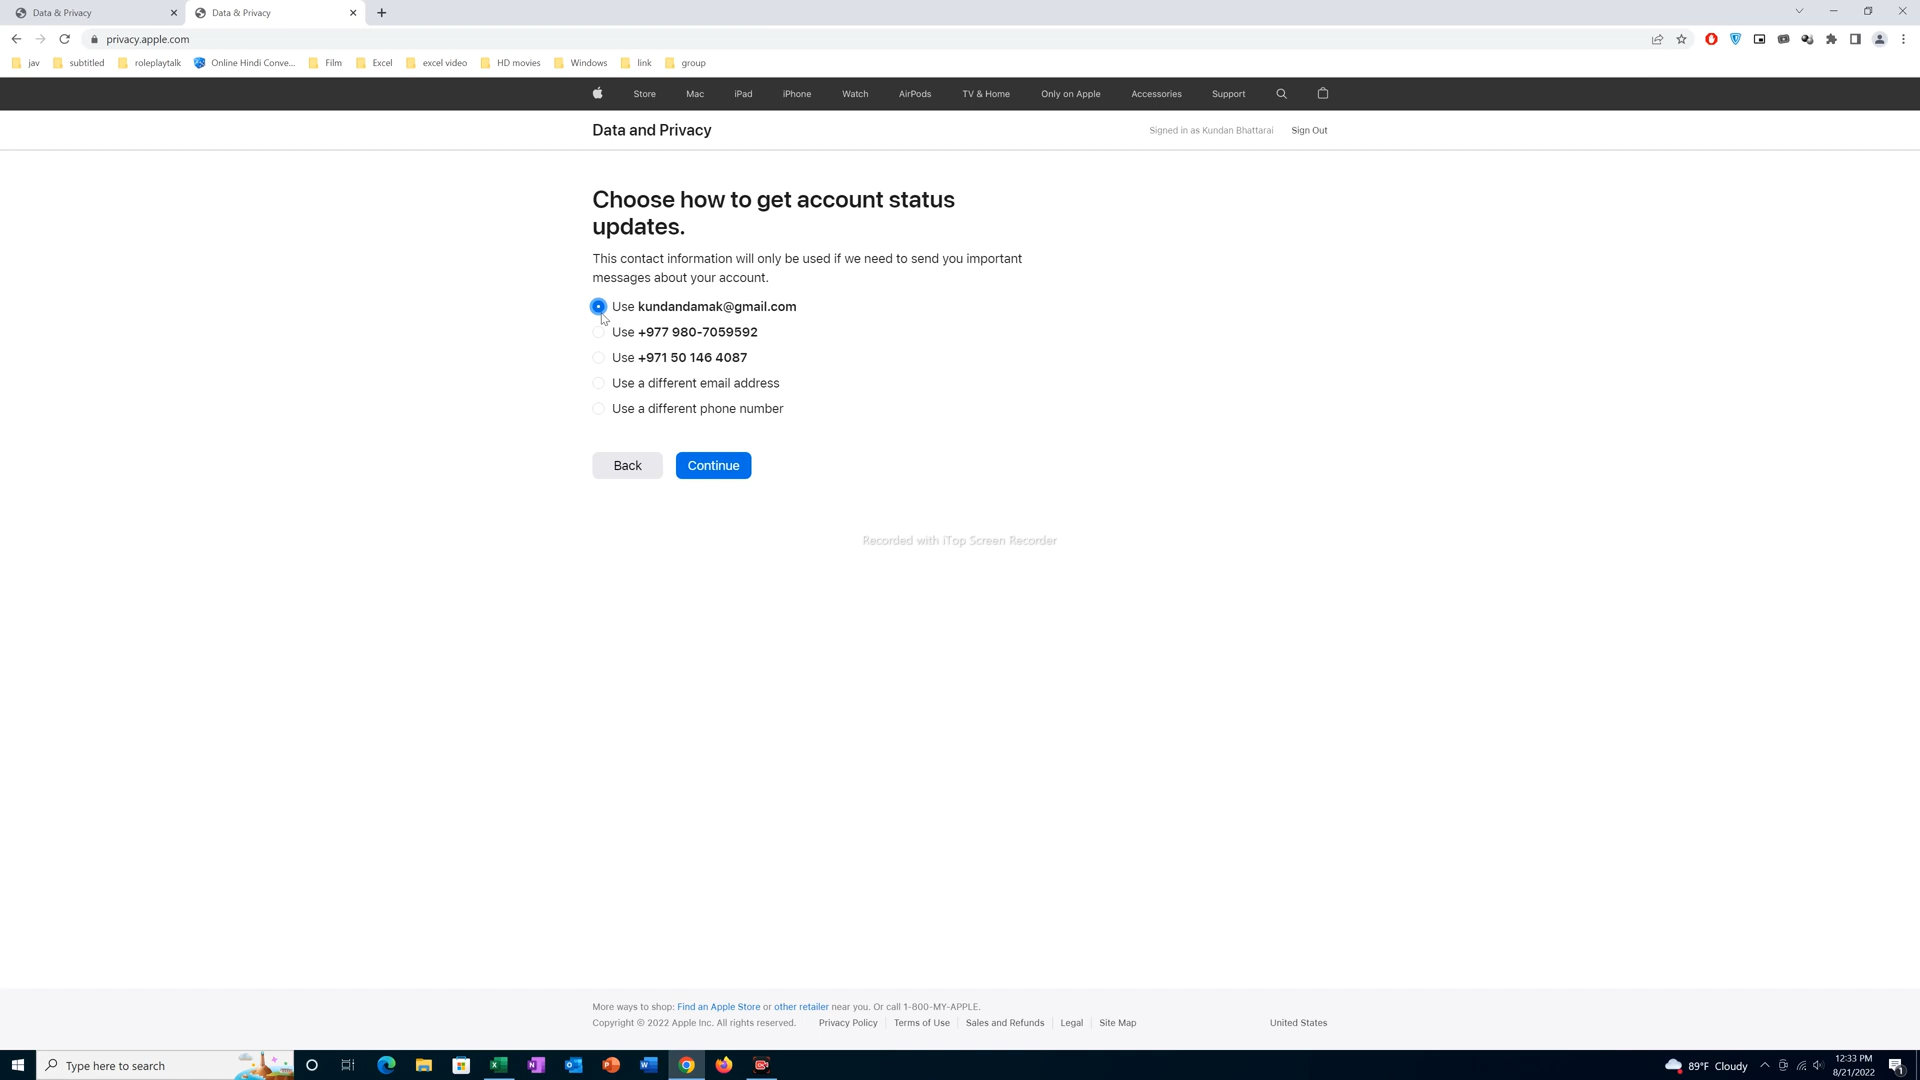 Data & Privacy
Data & Privacy
privacy.apple.com
jav subtitled roleplaytalk Online Hindi Conve... Film Excel excel video HD movies Windows link group
Store Mac iPad iPhone Watch AirPods TV & Home Only on Apple Accessories Support
Data and Privacy
Signed in as Kundan Bhattarai Sign Out
Choose how to get account status
updates.
This contact information will only be used if we need to send you important
messages about your account.
Use kundandamak@gmail.com
Use +977 980-7059592
Use +971 50 146 4087
Use a different email address
Use a different phone number
Back Continue
Recorded with iTop Screen Recorder
More ways to shop: Find an Apple Store or other retailer near you. Or call 1-800-MY-APPLE.
Copyright © 2022 Apple Inc. All rights reserved. Privacy Policy Terms of Use Sales and Refunds Legal Site Map United States
Type here to search
89°F Cloudy
12:33 PM
8/21/2022
1